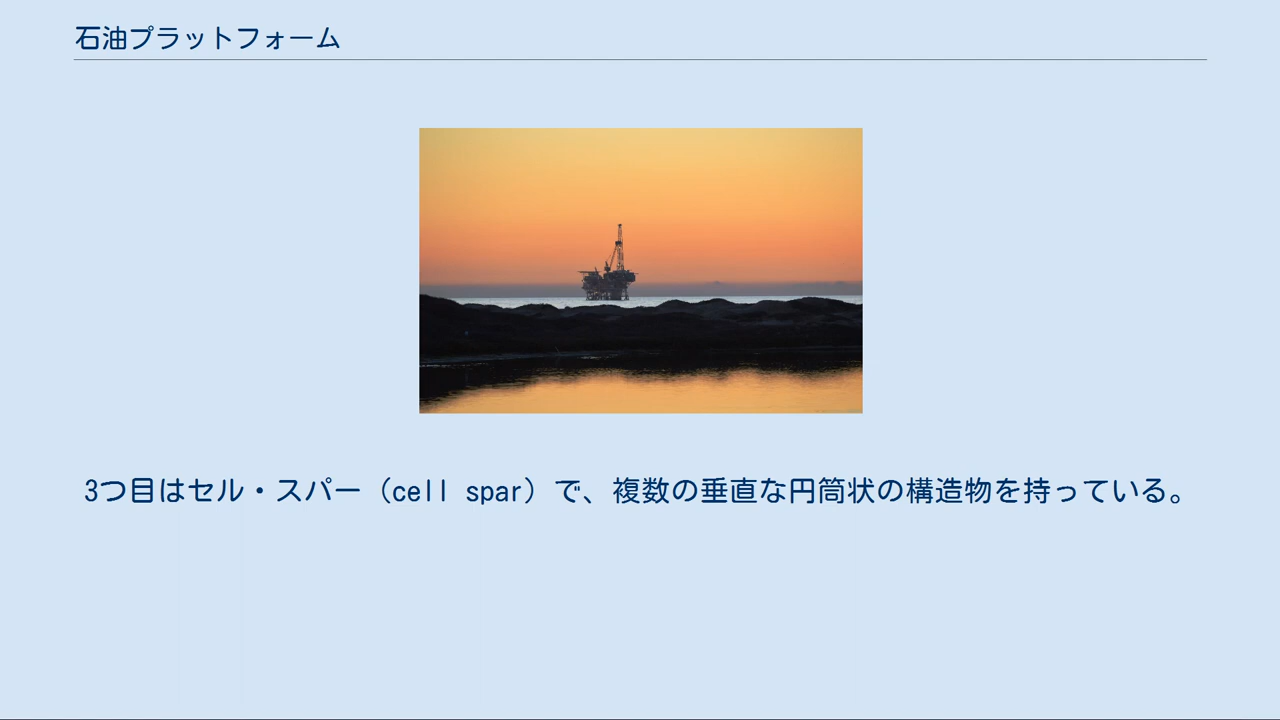 石油プラットフォーム
3つ目はセル・スパー（cell spar）で、複数の垂直な円筒状の構造物を持っている。